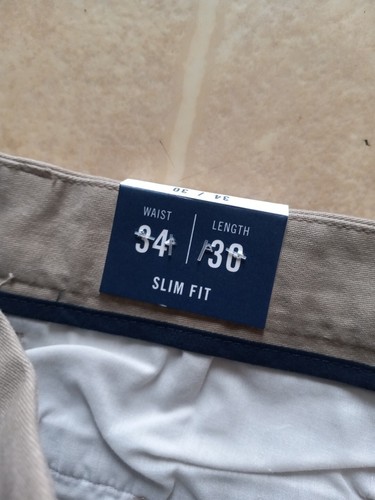 34 / 30
WAIST LENGTH
34 30
SLIM FIT